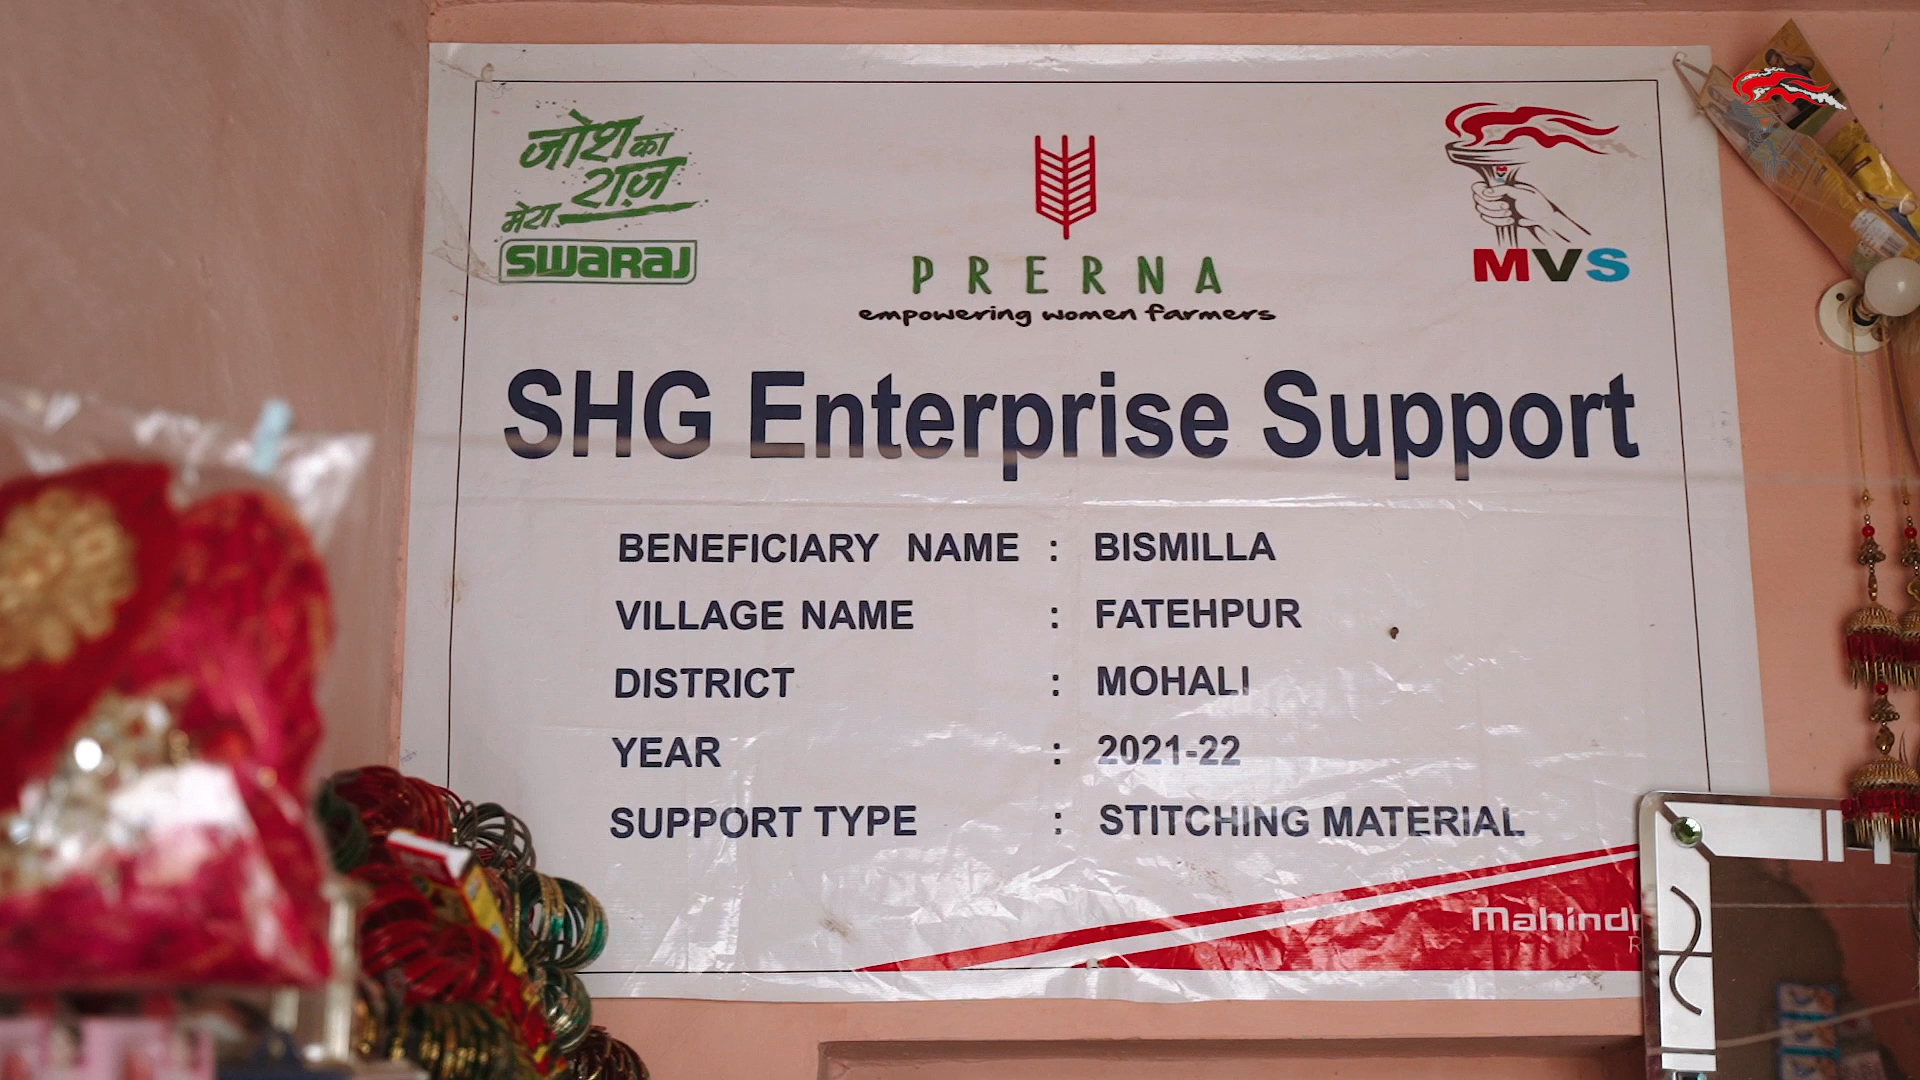 जोश का
राज़
मेरा
SWARAJ
PRERNA
empowering women farmers
MVS
SHG Enterprise Support
BENEFICIARY NAME : BISMILLA
VILLAGE NAME : FATEHPUR
DISTRICT : MOHALI
YEAR : 2021-22
SUPPORT TYPE : STITCHING MATERIAL
Mahind